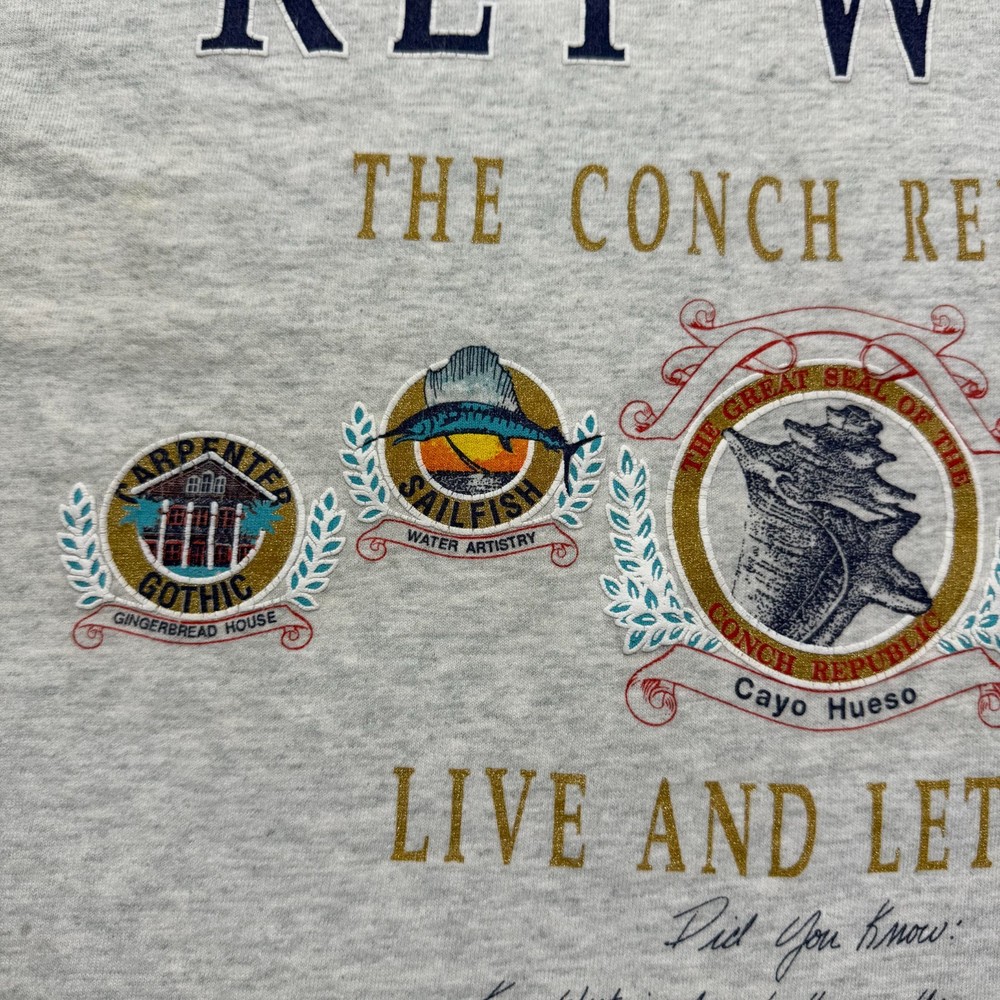 KEY W
THE CONCH RE
THE GREAT SEAL OF THE
CONCH REPUBLIC
Cayo Hueso
SAILFISH
WATER ARTISTRY
CARPENTER
GOTHIC
GINGERBREAD HOUSE
LIVE AND LET
Did You Know: